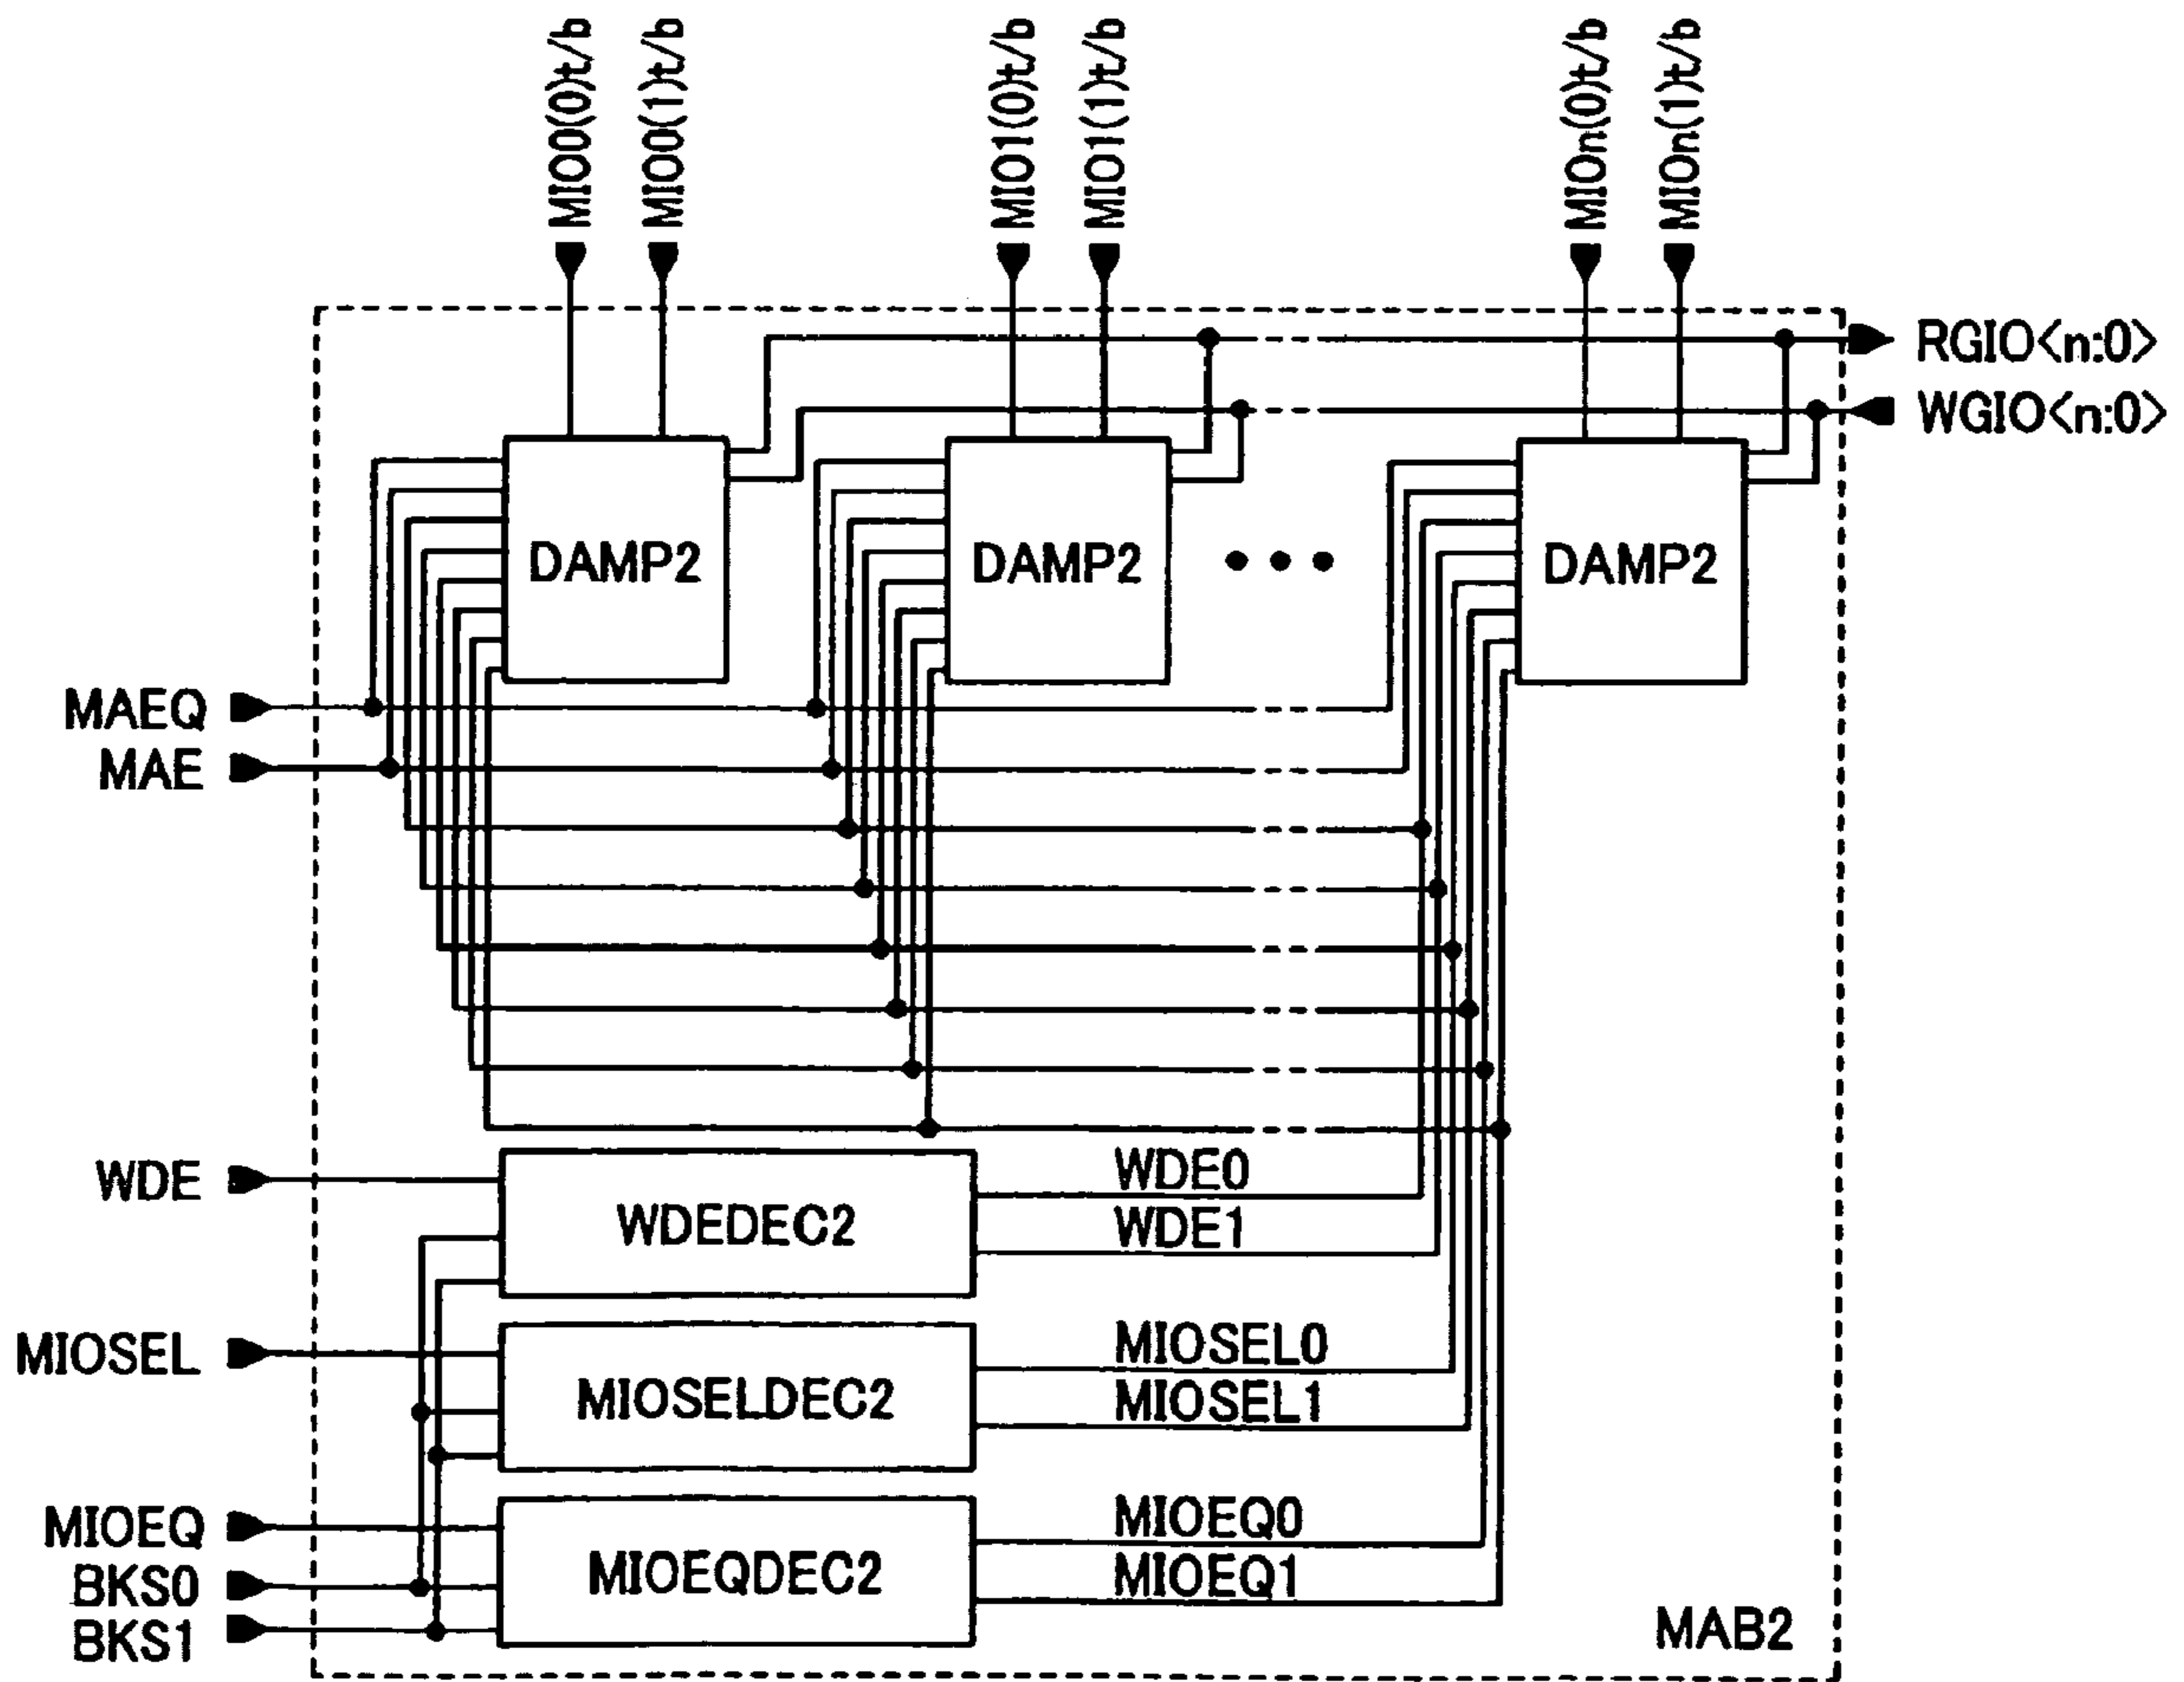 MIO0(0)t/b
MIO0(1)t/b
MIO1(0)t/b
MIO1(1)t/b
MIOn(0)t/b
MIOn(1)t/b
RGIO<n:0>
WGIO<n:0>
DAMP2
DAMP2
DAMP2
MAEQ
MAE
WDE
WDEDEC2
WDE0
WDE1
MIOSEL
MIOSELDEC2
MIOSEL0
MIOSEL1
MIOEQ
MIOEQDEC2
MIOEQ0
MIOEQ1
BKS0
BKS1
MAB2